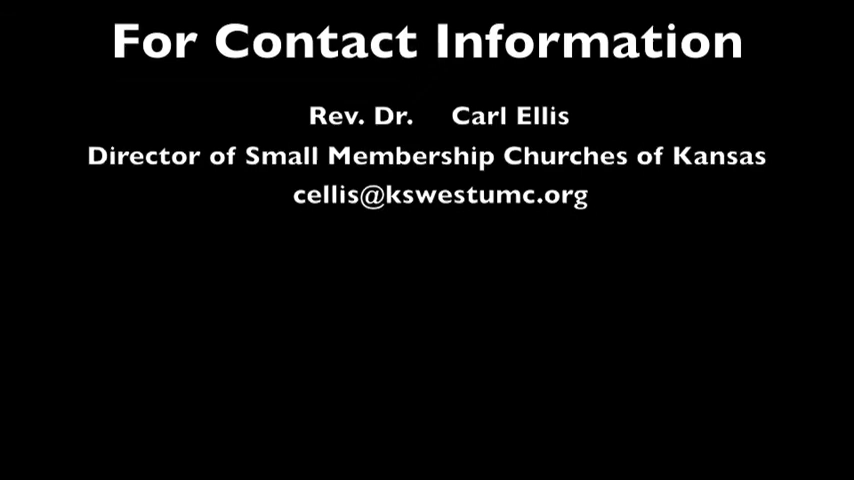 For Contact Information
Rev. Dr. Carl Ellis
Director of Small Membership Churches of Kansas
cellis@kswestumc.org